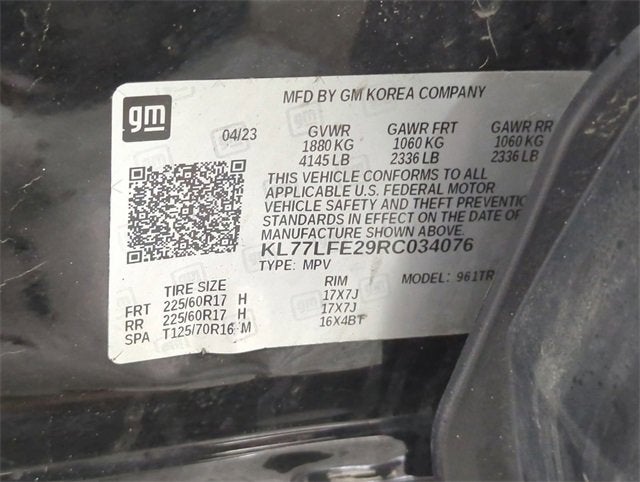 gm
MFD BY GM KOREA COMPANY
04/23 GVWR GAWR FRT GAWR RR
1880 KG 1060 KG 1060 KG
4145 LB 2336 LB 2336 LB
THIS VEHICLE CONFORMS TO ALL
APPLICABLE U.S. FEDERAL MOTOR
VEHICLE SAFETY AND THEFT PREVENTIO
STANDARDS IN EFFECT ON THE DATE OF
MANUFACTURE SHOWN ABOVE.
KL77LFE29RC034076
TYPE: MPV MODEL: 961TR
TIRE SIZE RIM
FRT 225/60R17 H 17X7J
RR 225/60R17 H 17X7J
SPA T125/70R16 M 16X4BT